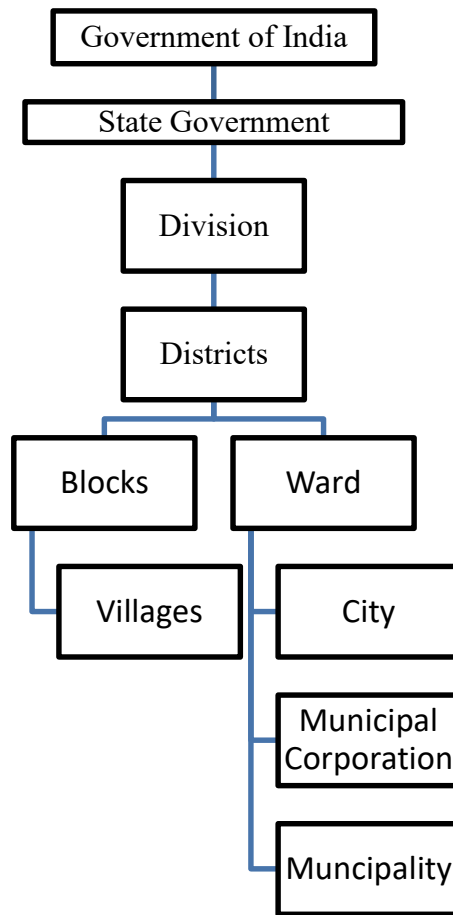 Government of India
State Government
Division
Districts
Blocks
Ward
Villages
City
Municipal
Corporation
Muncipality